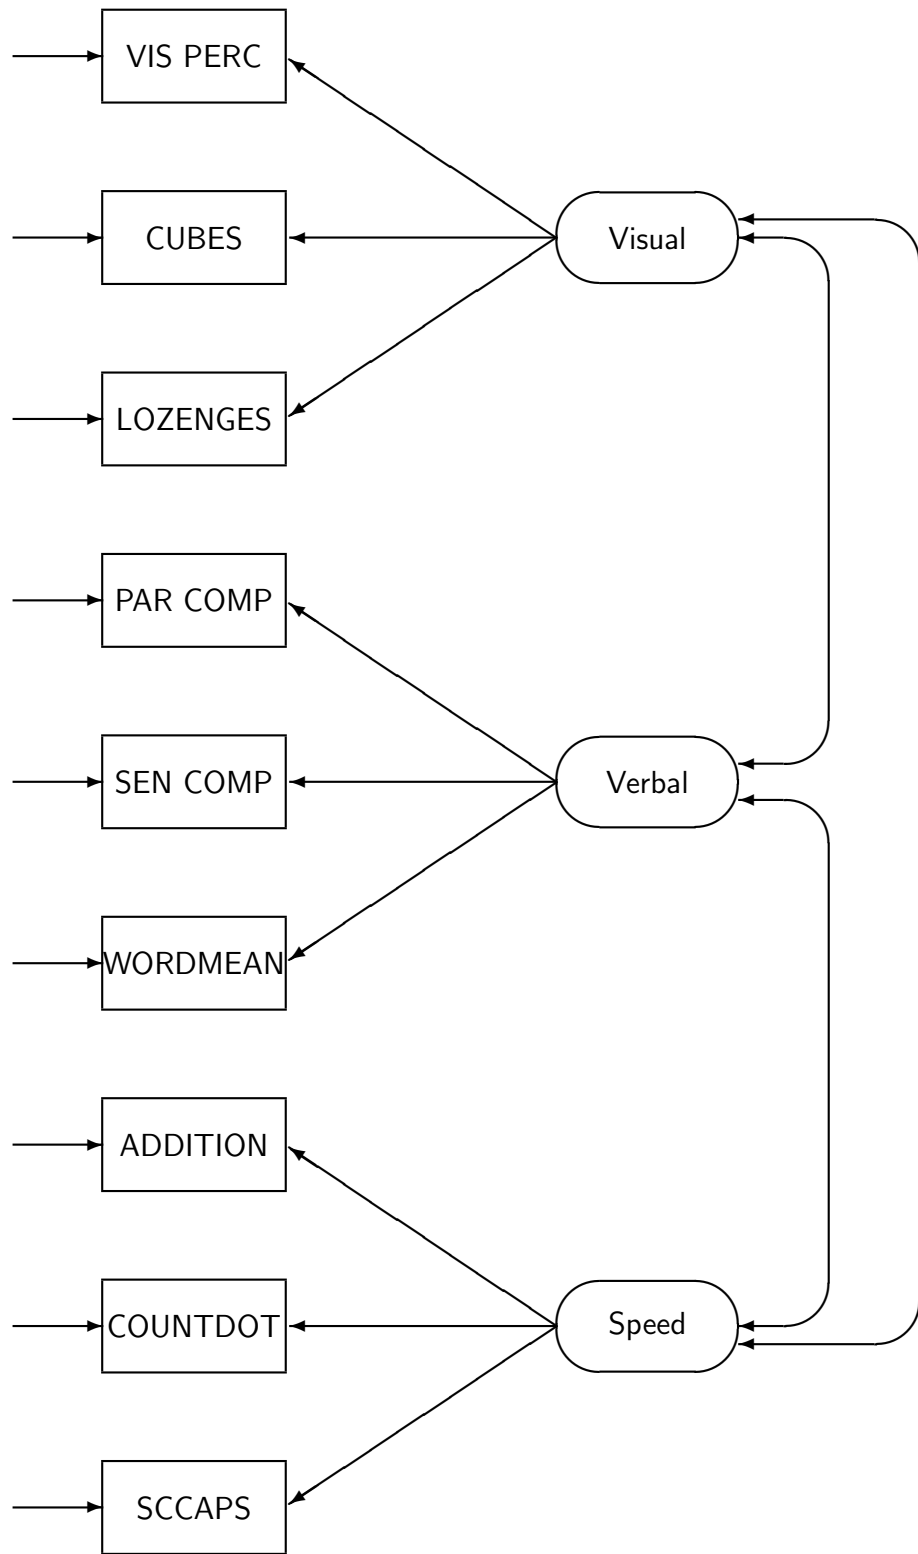 VIS PERC
CUBES
Visual
LOZENGES
PAR COMP
SEN COMP
Verbal
WORDMEAN
ADDITION
COUNTDOT
Speed
SCCAPS